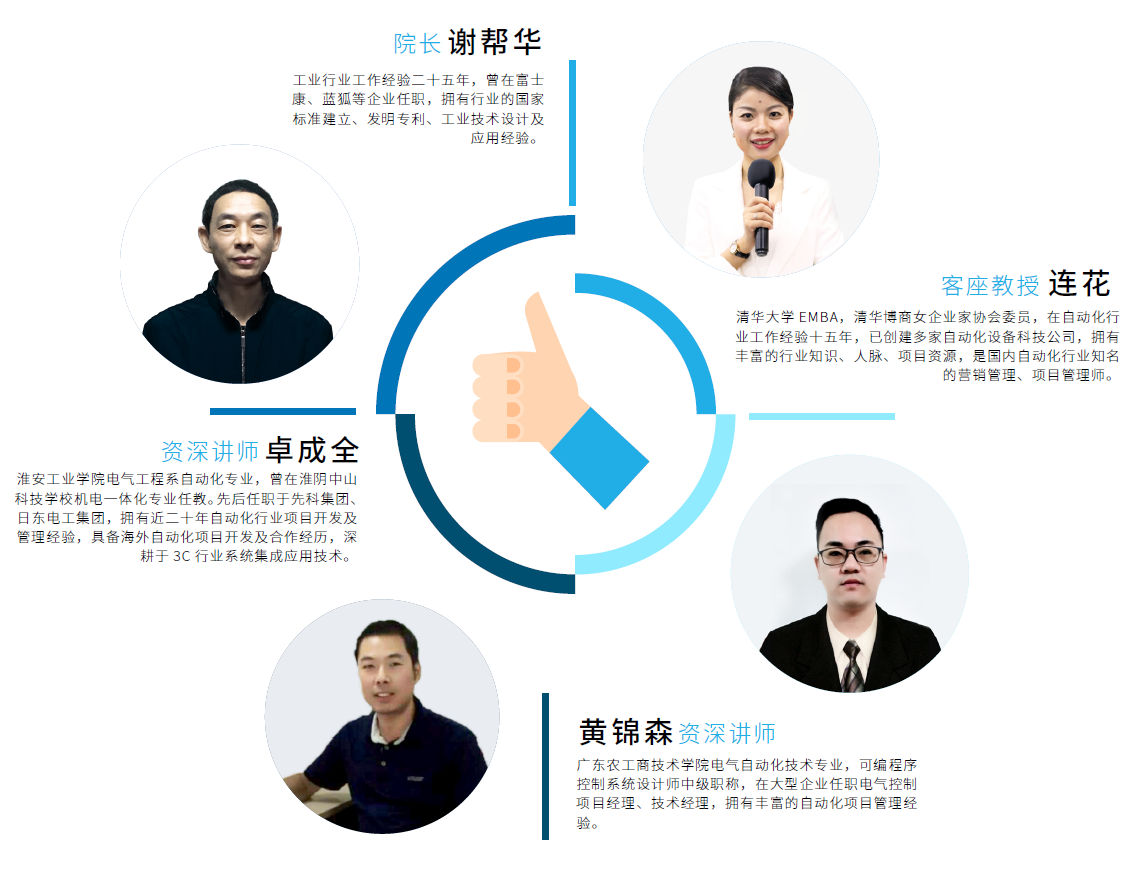 院长 谢帮华
工业行业工作经验二十五年，曾在富士
康、蓝狐等企业任职，拥有行业的国家
标准建立、发明专利、工业技术设计及
应用经验。
客座教授 连花
清华大学 EMBA，清华博商女企业家协会委员，在自动化行
业工作经验十五年，已创建多家自动化设备科技公司，拥有
丰富的行业知识、人脉、项目资源，是国内自动化行业知名
的营销管理、项目管理师。
资深讲师 卓成全
淮安工业学院电气工程系自动化专业，曾在淮阴中山
科技学校机电一体化专业任教。先后任职于先科集团、
日东电工集团，拥有近二十年自动化行业项目开发及
管理经验，具备海外自动化项目开发及合作经历，深
耕于 3C 行业系统集成应用技术。
黄锦森 资深讲师
广东农工商技术学院电气自动化技术专业，可编程序
控制系统设计师中级职称，在大型企业任职电气控制
项目经理、技术经理，拥有丰富的自动化项目管理经
验。